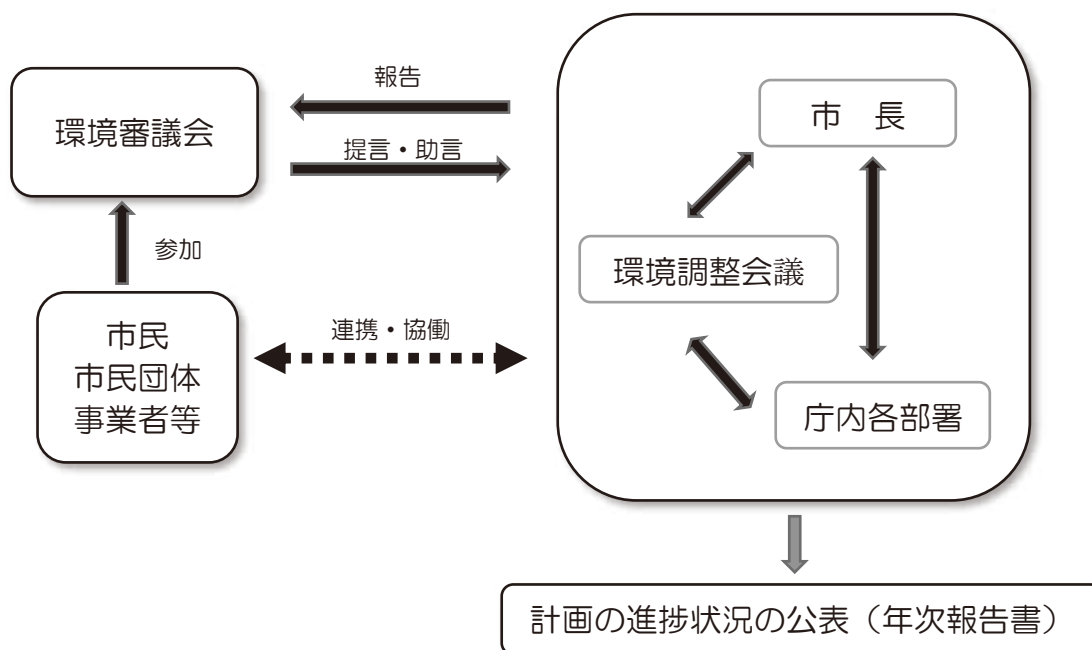 報告
市　長
環境審議会
提言・助言
参加
環境調整会議
市民
市民団体
事業者等
連携・協働
庁内各部署
計画の進捗状況の公表（年次報告書）